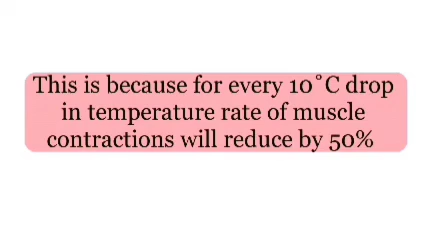 This is because for every 10˚C drop
in temperature rate of muscle
contractions will reduce by 50%